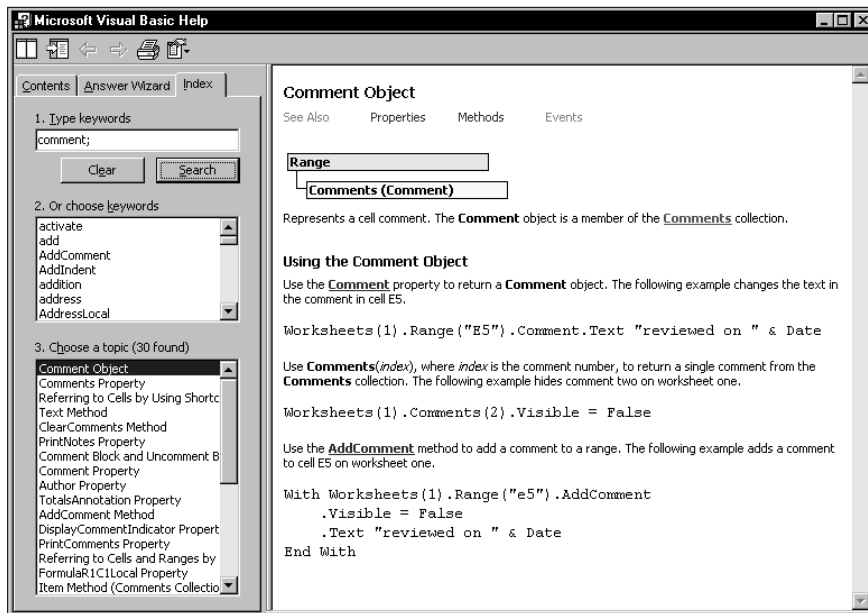 Microsoft Visual Basic Help
Contents
Answer Wizard
Index
1. Type keywords
comment;
Clear
Search
2. Or choose keywords
activate
add
AddComment
AddIndent
addition
address
AddressLocal
3. Choose a topic (30 found)
Comment Object
Comments Property
Referring to Cells by Using Shortc
Text Method
ClearComments Method
PrintNotes Property
Comment Block and Uncomment B
Comment Property
Author Property
TotalsAnnotation Property
AddComment Method
DisplayCommentIndicator Propert
PrintComments Property
Referring to Cells and Ranges by
FormulaR1C1Local Property
Item Method (Comments Collectio
Comment Object
See Also Properties Methods Events
Range
Comments (Comment)
Represents a cell comment. The Comment object is a member of the Comments collection.
Using the Comment Object
Use the Comment property to return a Comment object. The following example changes the text in
the comment in cell E5.
Worksheets(1).Range("E5").Comment.Text "reviewed on " & Date
Use Comments(index), where index is the comment number, to return a single comment from the
Comments collection. The following example hides comment two on worksheet one.
Worksheets(1).Comments(2).Visible = False
Use the AddComment method to add a comment to a range. The following example adds a comment
to cell E5 on worksheet one.
With Worksheets(1).Range("e5").AddComment
.Visible = False
.Text "reviewed on " & Date
End With